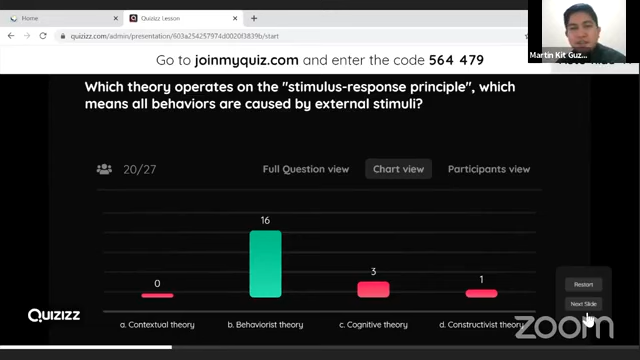 Home
Quizizz Lesson
quizizz.com/admin/presentation/603a254257974d0020f3839b/start
Go to joinmyquiz.com and enter the code 564 479
Martin Kit Guz...
Which theory operates on the "stimulus-response principle", which
means all behaviors are caused by external stimuli?
20/27
Full Question view
Chart view
Participants view
0
16
3
1
Restart
Next Slide
Quizizz
zoom
a. Contextual theory
b. Behaviorist theory
c. Cognitive theory
d. Constructivist theory